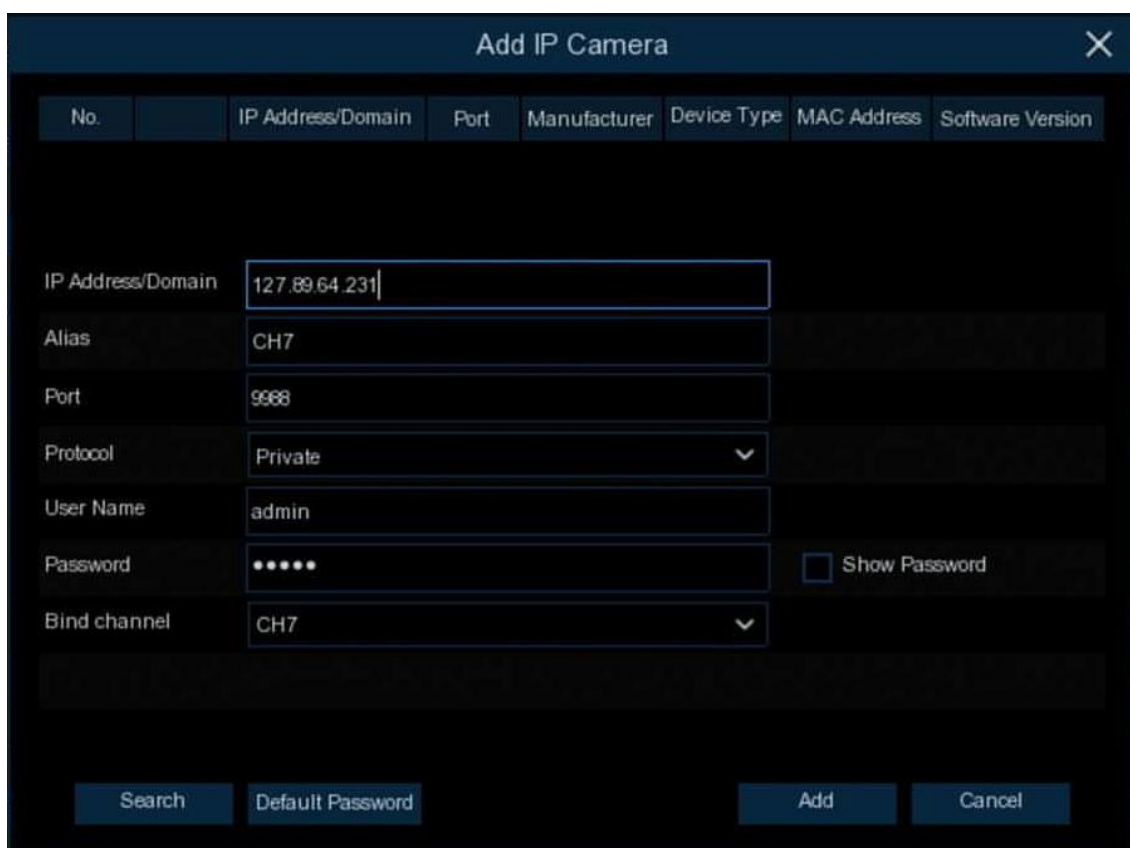 Add IP Camera
No. IP Address/Domain Port Manufacturer Device Type MAC Address Software Version
IP Address/Domain 127.89.64.231
Alias CH7
Port 9988
Protocol Private
User Name admin
Password •••••  Show Password
Bind channel CH7
Search Default Password Add Cancel